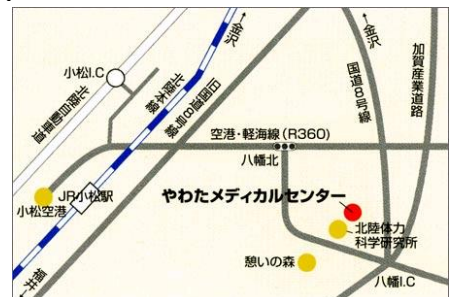 金沢
金沢
小松I.C
北陸自動車道
北陸本線
旧国道8号線
国道8号線
加賀産業道路
空港・軽海線(R360)
八幡北
JR小松駅
小松空港
やわたメディカルセンター
北陸体力
科学研究所
憩いの森
福井
八幡I.C